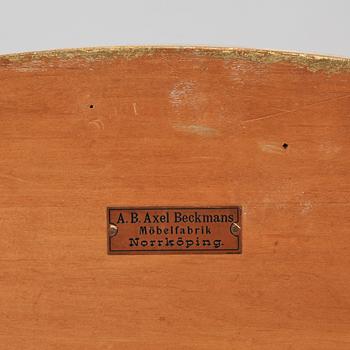 A.B. Axel Beckmans
Möbelfabrik
Norrköping.